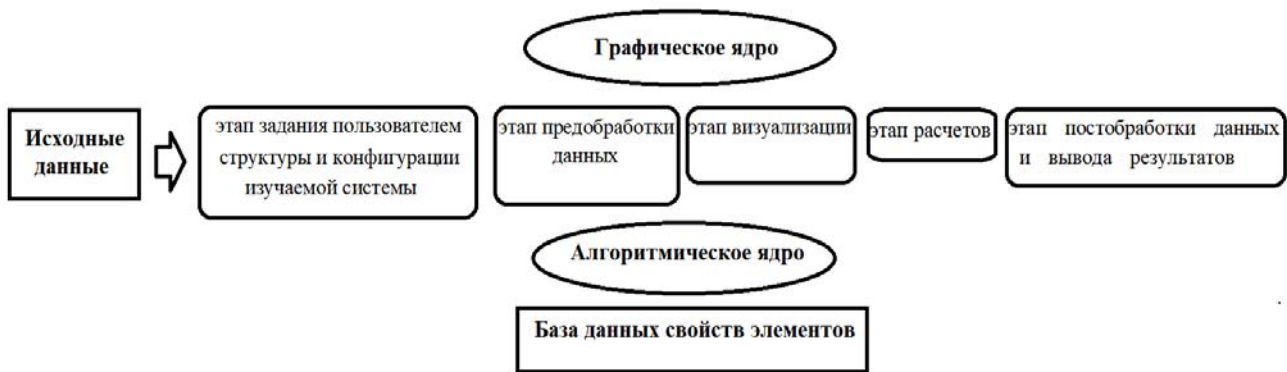 Графическое ядро
Исходные
данные
этап задания пользователем
структуры и конфигурации
изучаемой системы
этап предобработки
данных
этап визуализации
этап расчетов
этап постобработки данных
и вывода результатов
Алгоритмическое ядро
База данных свойств элементов
.